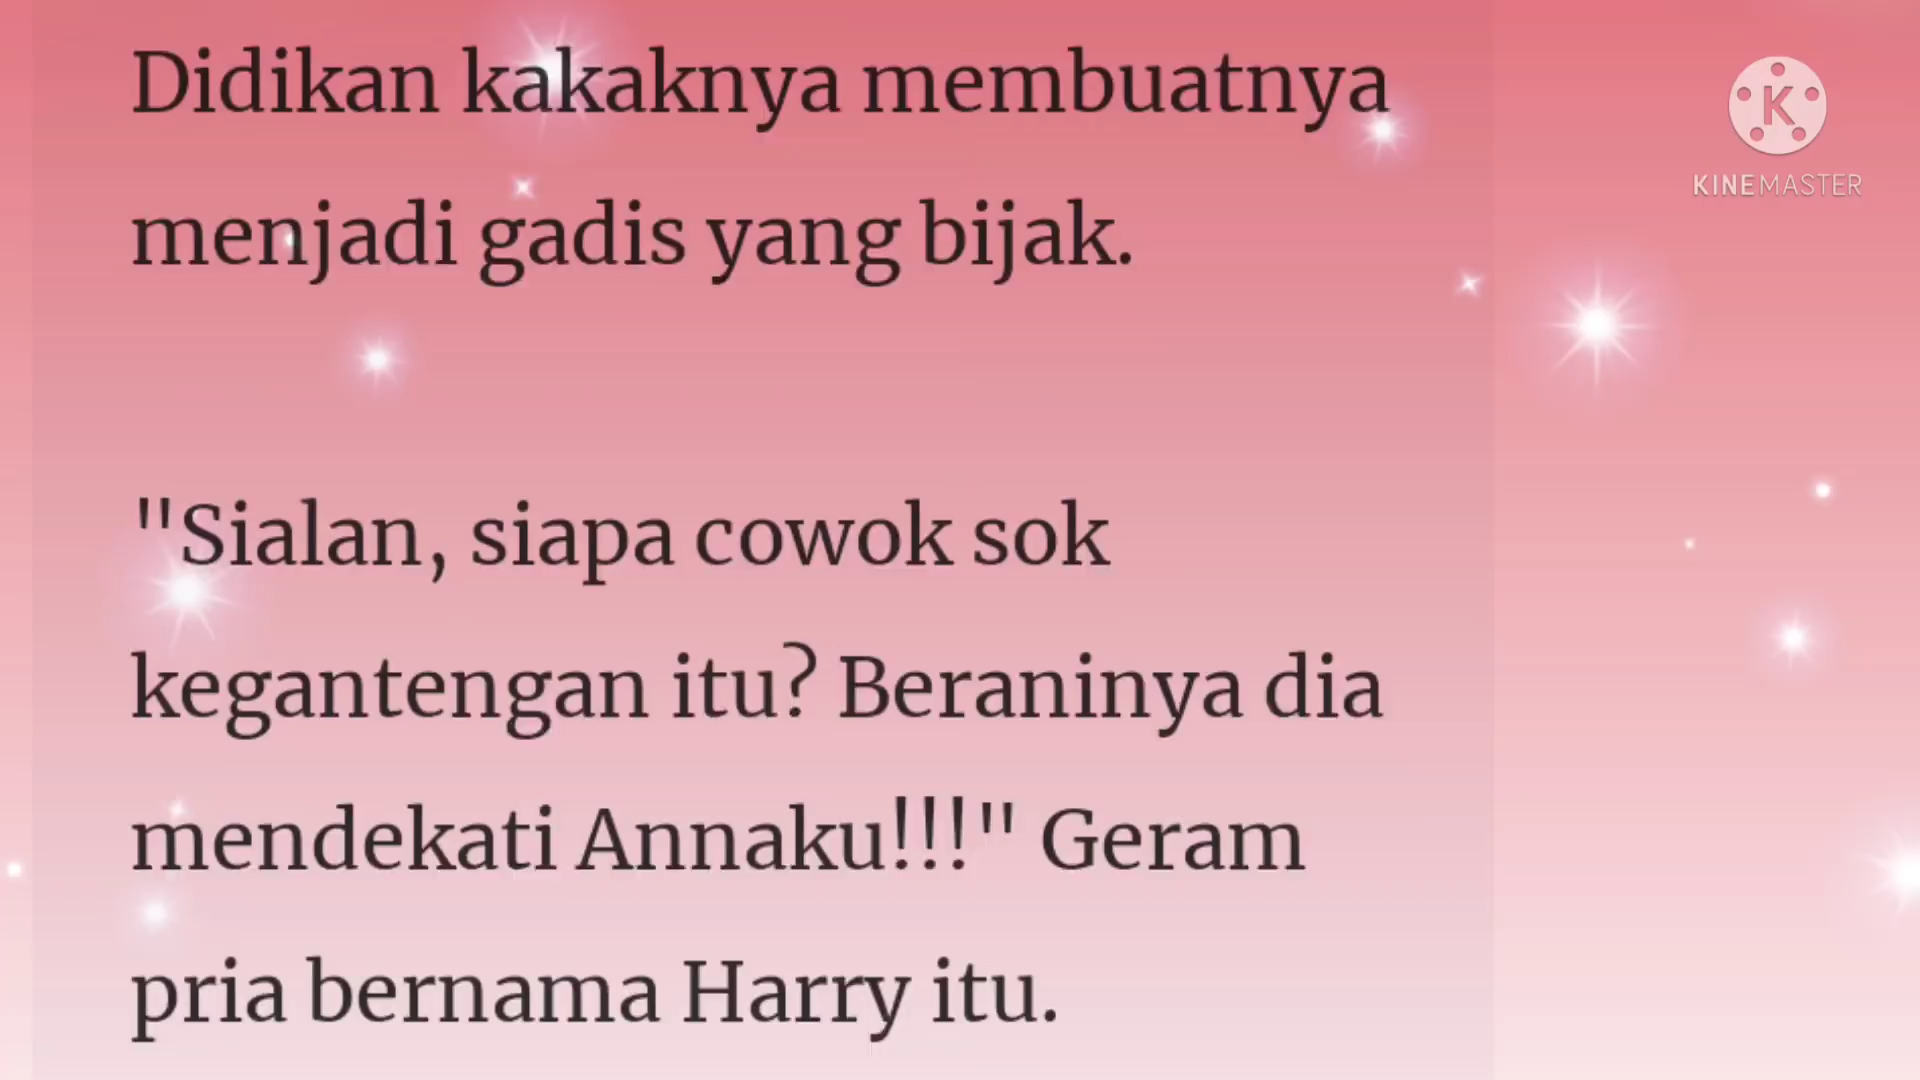 Didikan kakaknya membuatnya
menjadi gadis yang bijak.
"Sialan, siapa cowok sok
kegantengan itu? Beraninya dia
mendekati Annaku!!!" Geram
pria bernama Harry itu.
K
KINEMASTER